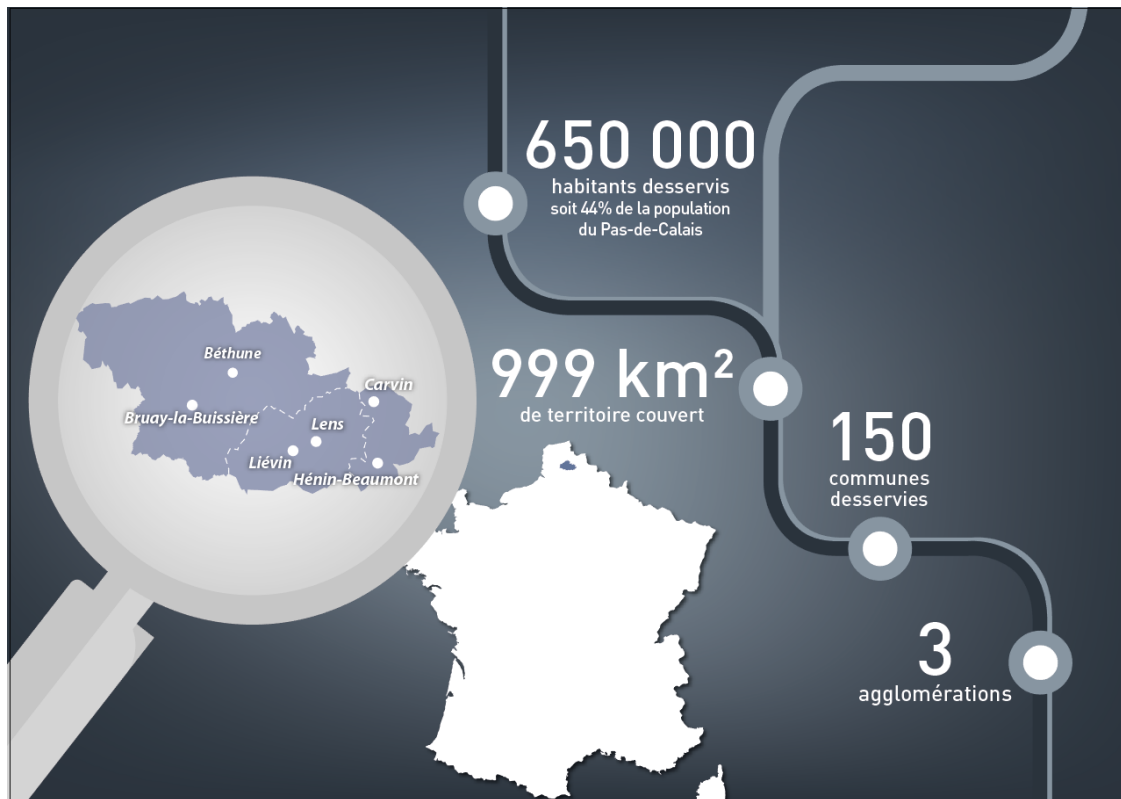 650 000
habitants desservis
soit 44% de la population
du Pas-de-Calais
Béthune
Carvin
Bruay-la-Buissière
Lens
Liévin
Hénin-Beaumont
999 km²
de territoire couvert
150
communes
desservies
3
agglomérations